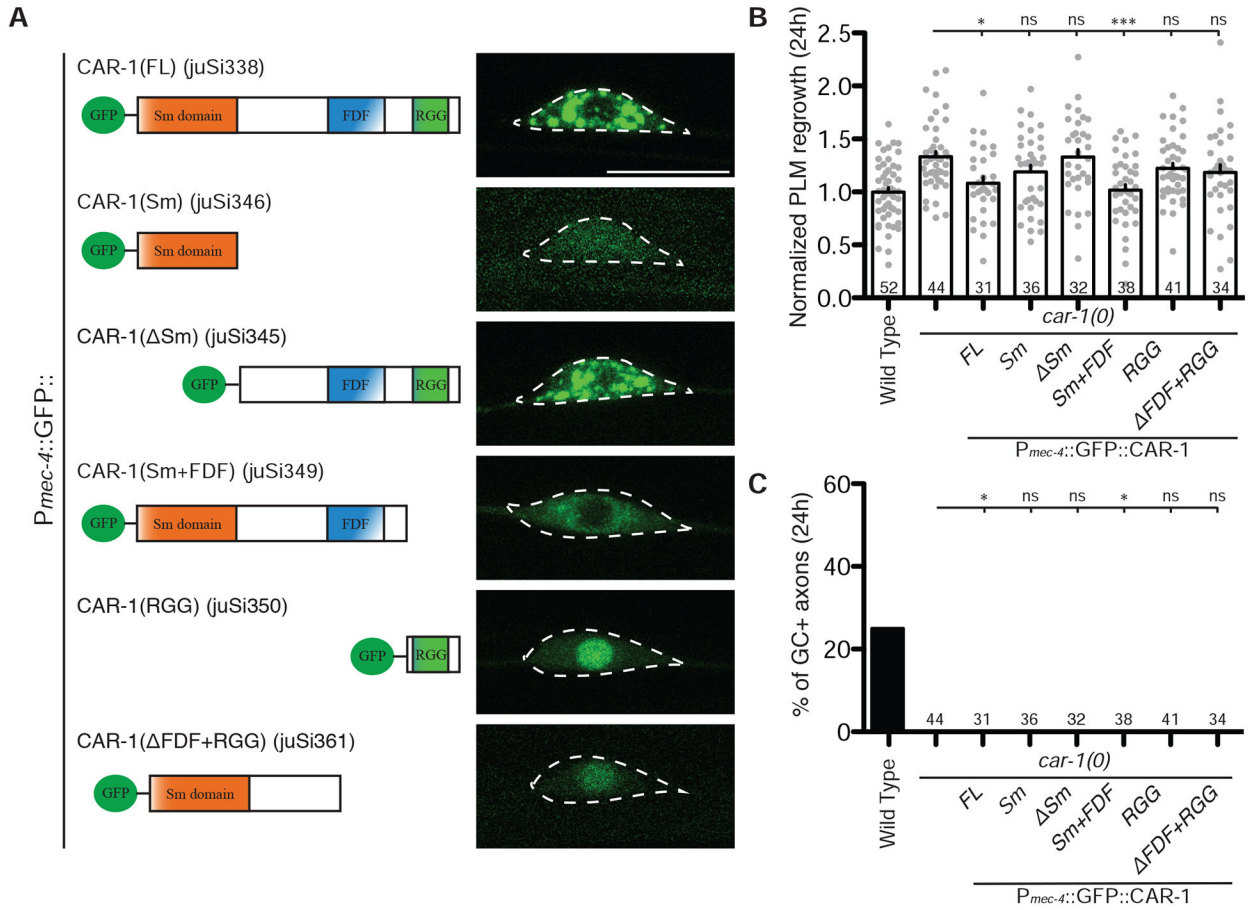 A
Pmec-4::GFP::
CAR-1(FL) (juSi338)
GFP Sm domain FDF RGG
CAR-1(Sm) (juSi346)
GFP Sm domain
CAR-1(ΔSm) (juSi345)
GFP FDF RGG
CAR-1(Sm+FDF) (juSi349)
GFP Sm domain FDF
CAR-1(RGG) (juSi350)
GFP RGG
CAR-1(ΔFDF+RGG) (juSi361)
GFP Sm domain
B
Normalized PLM regrowth (24h)
* ns ns *** ns ns
2.5
2.0
1.5
1.0
0.5
0.0
52 44 31 36 32 38 41 34
Wild Type
car-1(0)
FL
Sm
ΔSm
Sm+FDF
RGG
ΔFDF+RGG
Pmec-4::GFP::CAR-1
C
% of GC+ axons (24h)
* ns ns * ns ns
60
40
20
0
44 31 36 32 38 41 34
Wild Type
car-1(0)
FL
Sm
ΔSm
Sm+FDF
RGG
ΔFDF+RGG
Pmec-4::GFP::CAR-1